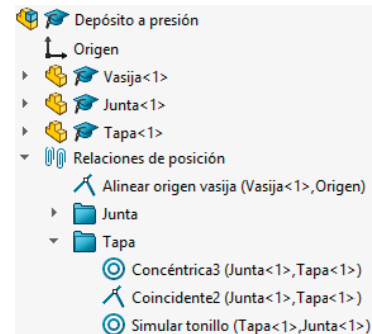 Depósito a presión
Origen
Vasija<1>
Junta<1>
Tapa<1>
Relaciones de posición
Alinear origen vasija (Vasija<1>,Origen)
Junta
Tapa
Concéntrica3 (Junta<1>,Tapa<1>)
Coincidente2 (Junta<1>,Tapa<1>)
Simular tonillo (Tapa<1>,Junta<1>)